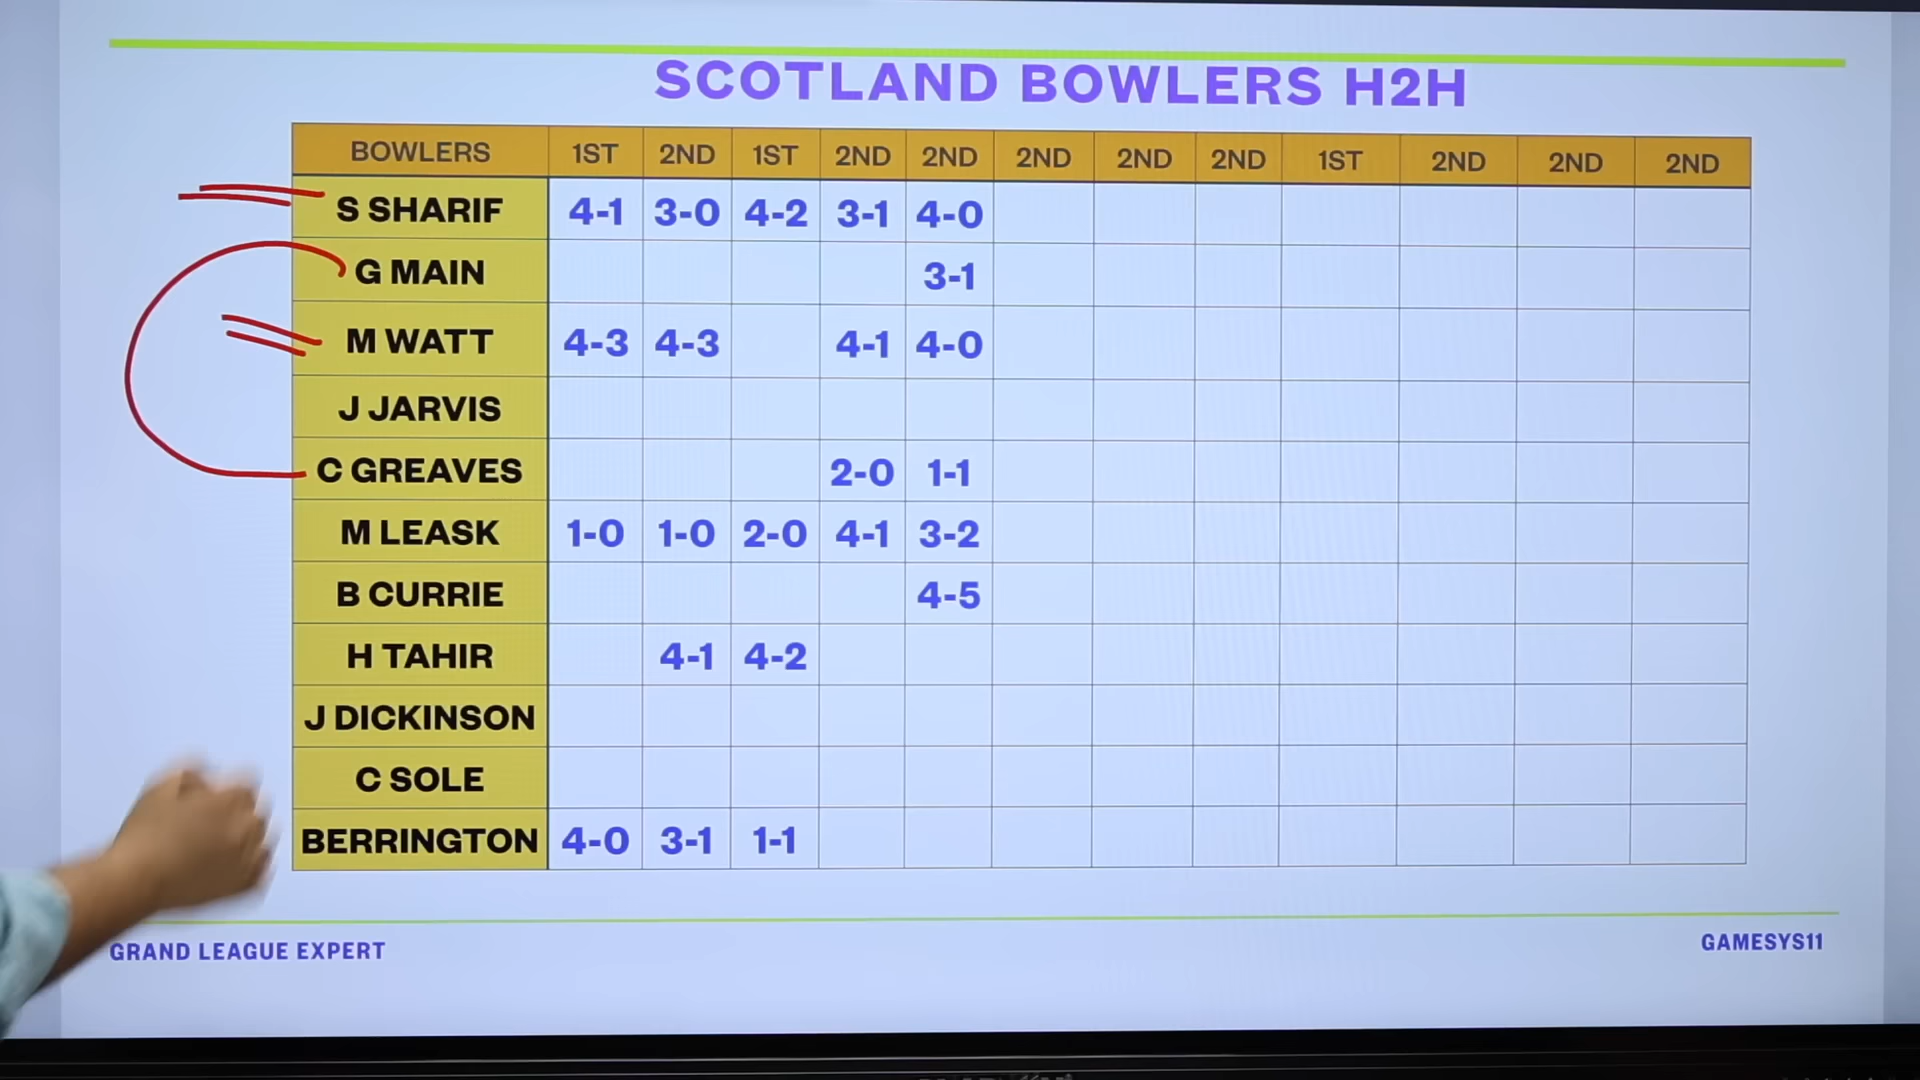 SCOTLAND BOWLERS H2H
BOWLERS 1ST 2ND 1ST 2ND 2ND 2ND 2ND 2ND 1ST 2ND 2ND 2ND
S SHARIF 4-1 3-0 4-2 3-1 4-0
G MAIN 3-1
M WATT 4-3 4-3 4-1 4-0
J JARVIS
C GREAVES 2-0 1-1
M LEASK 1-0 1-0 2-0 4-1 3-2
B CURRIE 4-5
H TAHIR 4-1 4-2
J DICKINSON
C SOLE
BERRINGTON 4-0 3-1 1-1
GRAND LEAGUE EXPERT
GAMESYS11